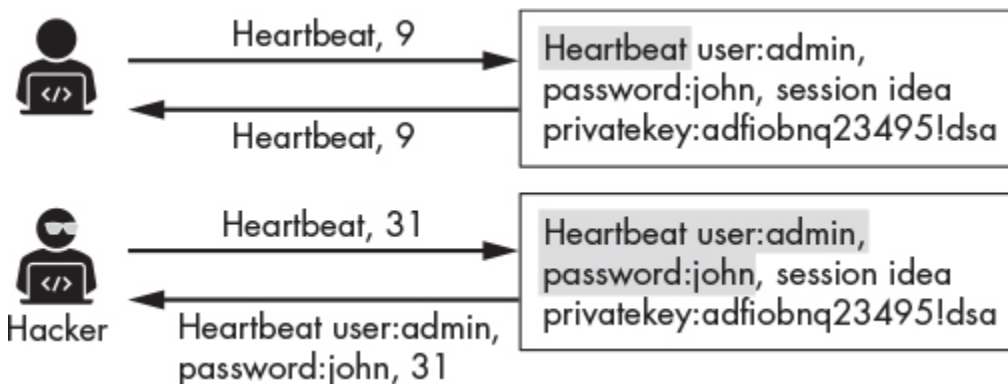 Heartbeat, 9
Heartbeat user:admin,
password:john, session idea
privatekey:adfiobnq23495!dsa
</>
Heartbeat, 9
Heartbeat, 31
Heartbeat user:admin,
password:john, session idea
privatekey:adfiobnq23495!dsa
</>
Hacker
Heartbeat user:admin,
password:john, 31